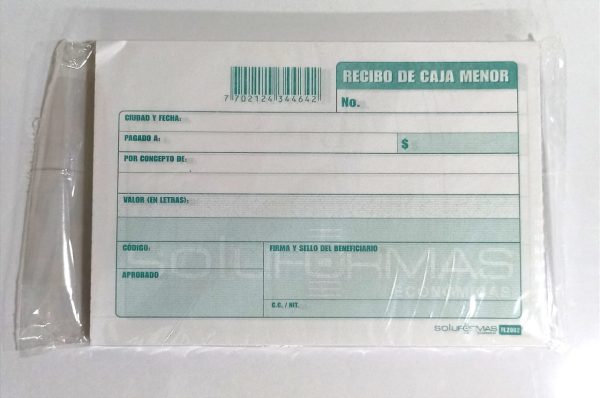 RECIBO DE CAJA MENOR
7 702124 344642
No.
CIUDAD Y FECHA:
PAGADO A:
$
POR CONCEPTO DE:
VALOR (EN LETRAS):
CÓDIGO:
FIRMA Y SELLO DEL BENEFICIARIO
SOLUFORMAS
ECONOMICAS
APROBADO
C.C. / NIT.
SOLUFORMAS